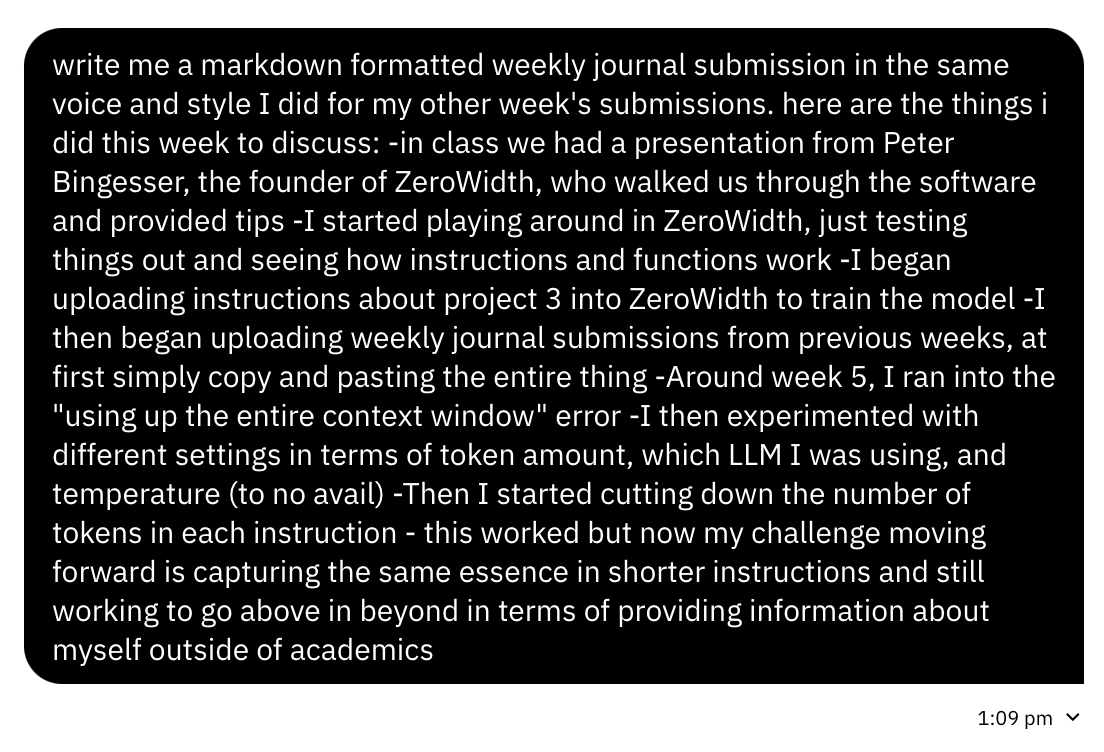 write me a markdown formatted weekly journal submission in the same
voice and style I did for my other week's submissions. here are the things i
did this week to discuss: -in class we had a presentation from Peter
Bingesser, the founder of ZeroWidth, who walked us through the software
and provided tips -I started playing around in ZeroWidth, just testing
things out and seeing how instructions and functions work -I began
uploading instructions about project 3 into ZeroWidth to train the model -I
then began uploading weekly journal submissions from previous weeks, at
first simply copy and pasting the entire thing -Around week 5, I ran into the
"using up the entire context window" error -I then experimented with
different settings in terms of token amount, which LLM I was using, and
temperature (to no avail) -Then I started cutting down the number of
tokens in each instruction - this worked but now my challenge moving
forward is capturing the same essence in shorter instructions and still
working to go above in beyond in terms of providing information about
myself outside of academics
1:09 pm